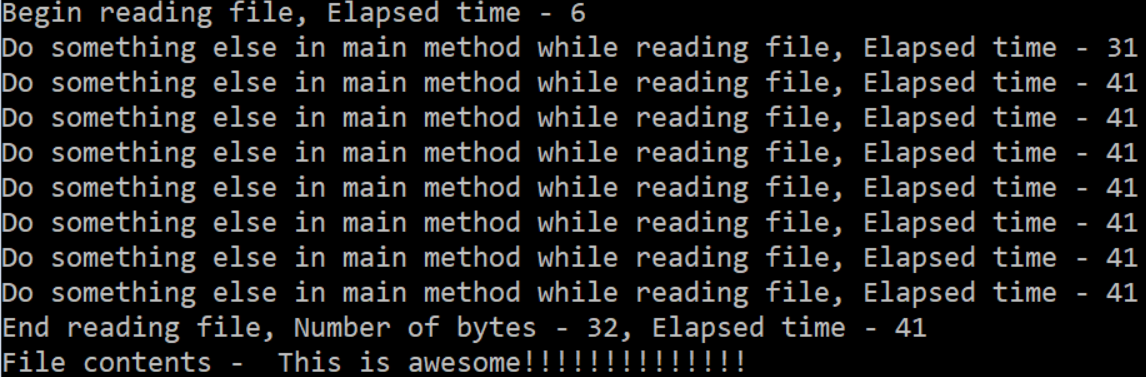 Begin reading file, Elapsed time - 6
Do something else in main method while reading file, Elapsed time - 31
Do something else in main method while reading file, Elapsed time - 41
Do something else in main method while reading file, Elapsed time - 41
Do something else in main method while reading file, Elapsed time - 41
Do something else in main method while reading file, Elapsed time - 41
Do something else in main method while reading file, Elapsed time - 41
Do something else in main method while reading file, Elapsed time - 41
Do something else in main method while reading file, Elapsed time - 41
End reading file, Number of bytes - 32, Elapsed time - 41
File contents -  This is awesome!!!!!!!!!!!!!!